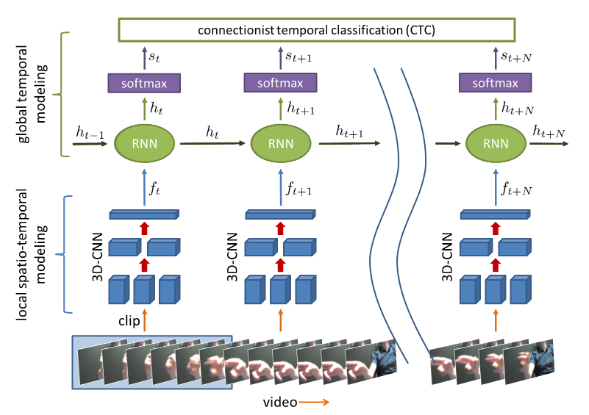 connectionist temporal classification (CTC)
global temporal
modeling
s_t
s_{t+1}
s_{t+N}
softmax
softmax
softmax
h_t
h_{t+1}
h_{t+N}
h_{t-1}
RNN
h_t
RNN
h_{t+1}
RNN
h_{t+N}
f_t
f_{t+1}
f_{t+N}
local spatio-temporal
modeling
3D-CNN
3D-CNN
3D-CNN
clip
video